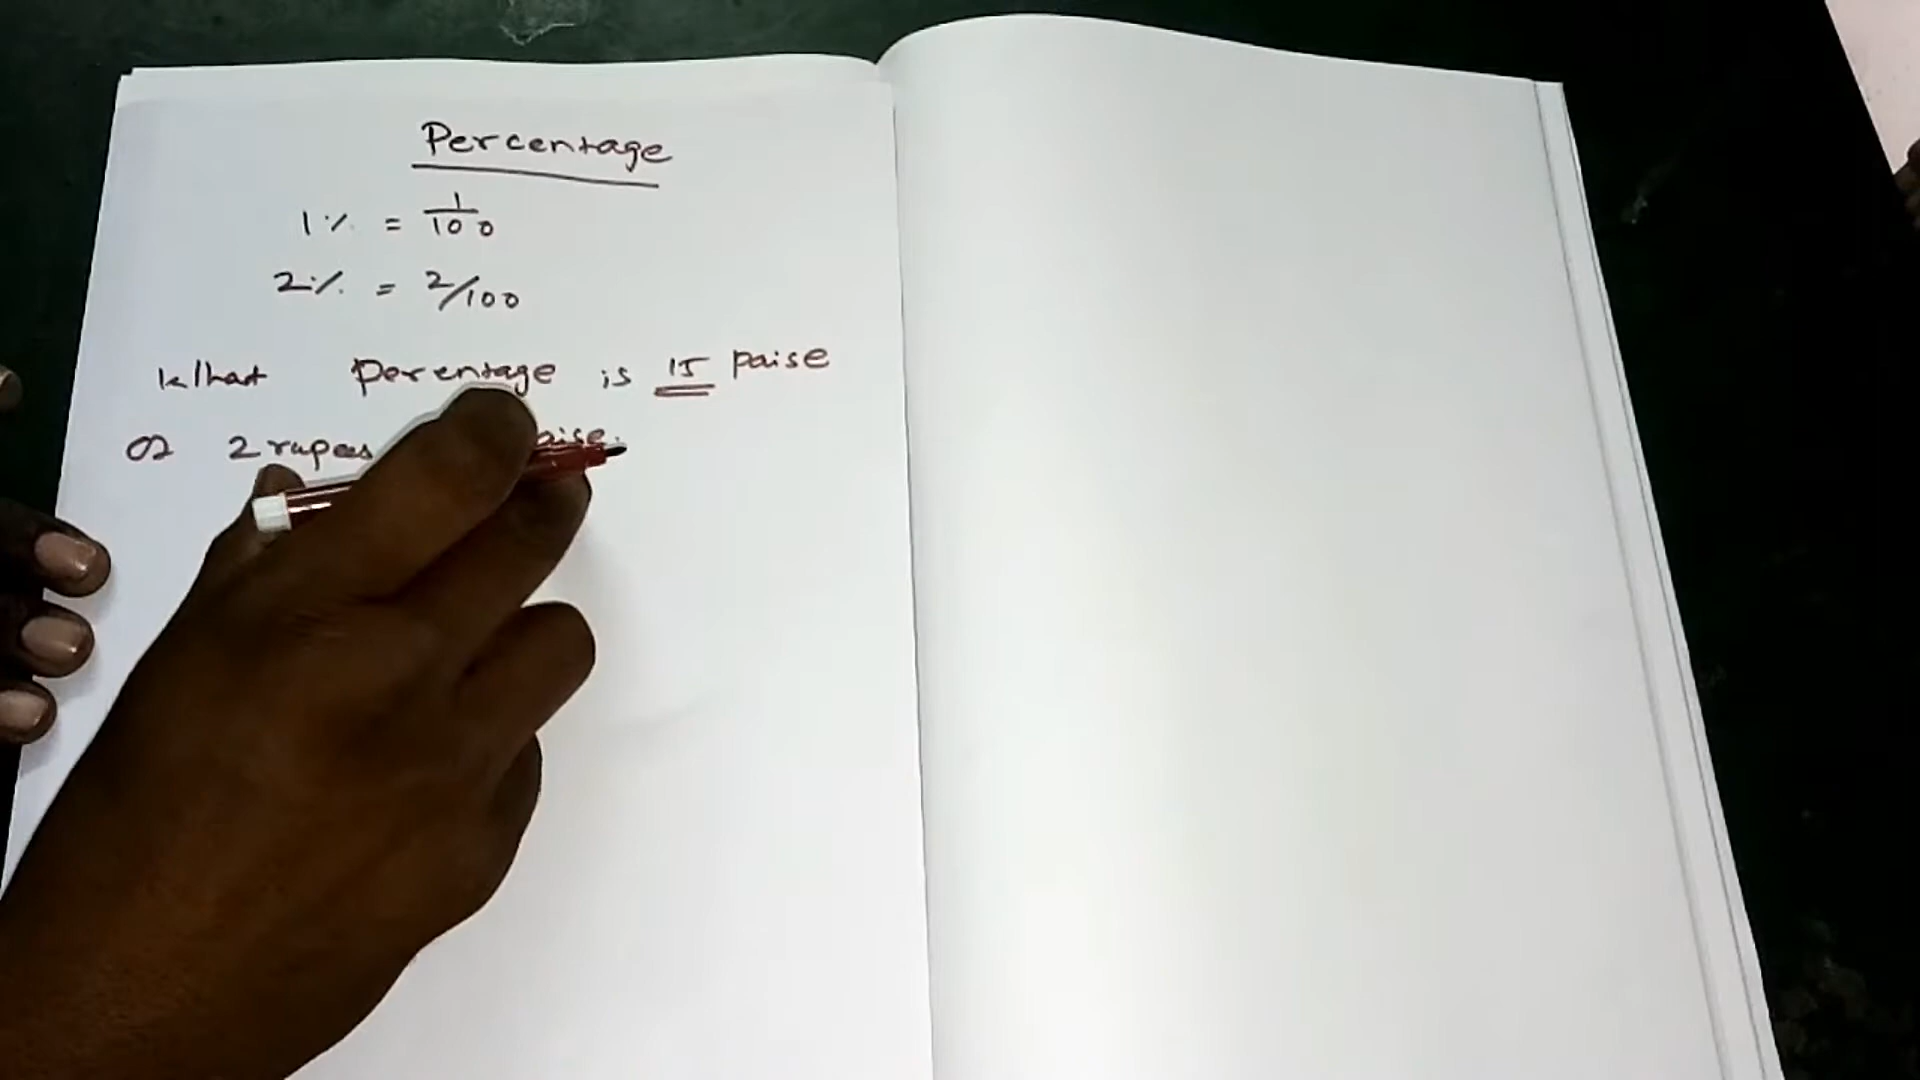 Percentage
1% = 1/100
2% = 2/100
What Perentage is 15 paise
of 2 rupees